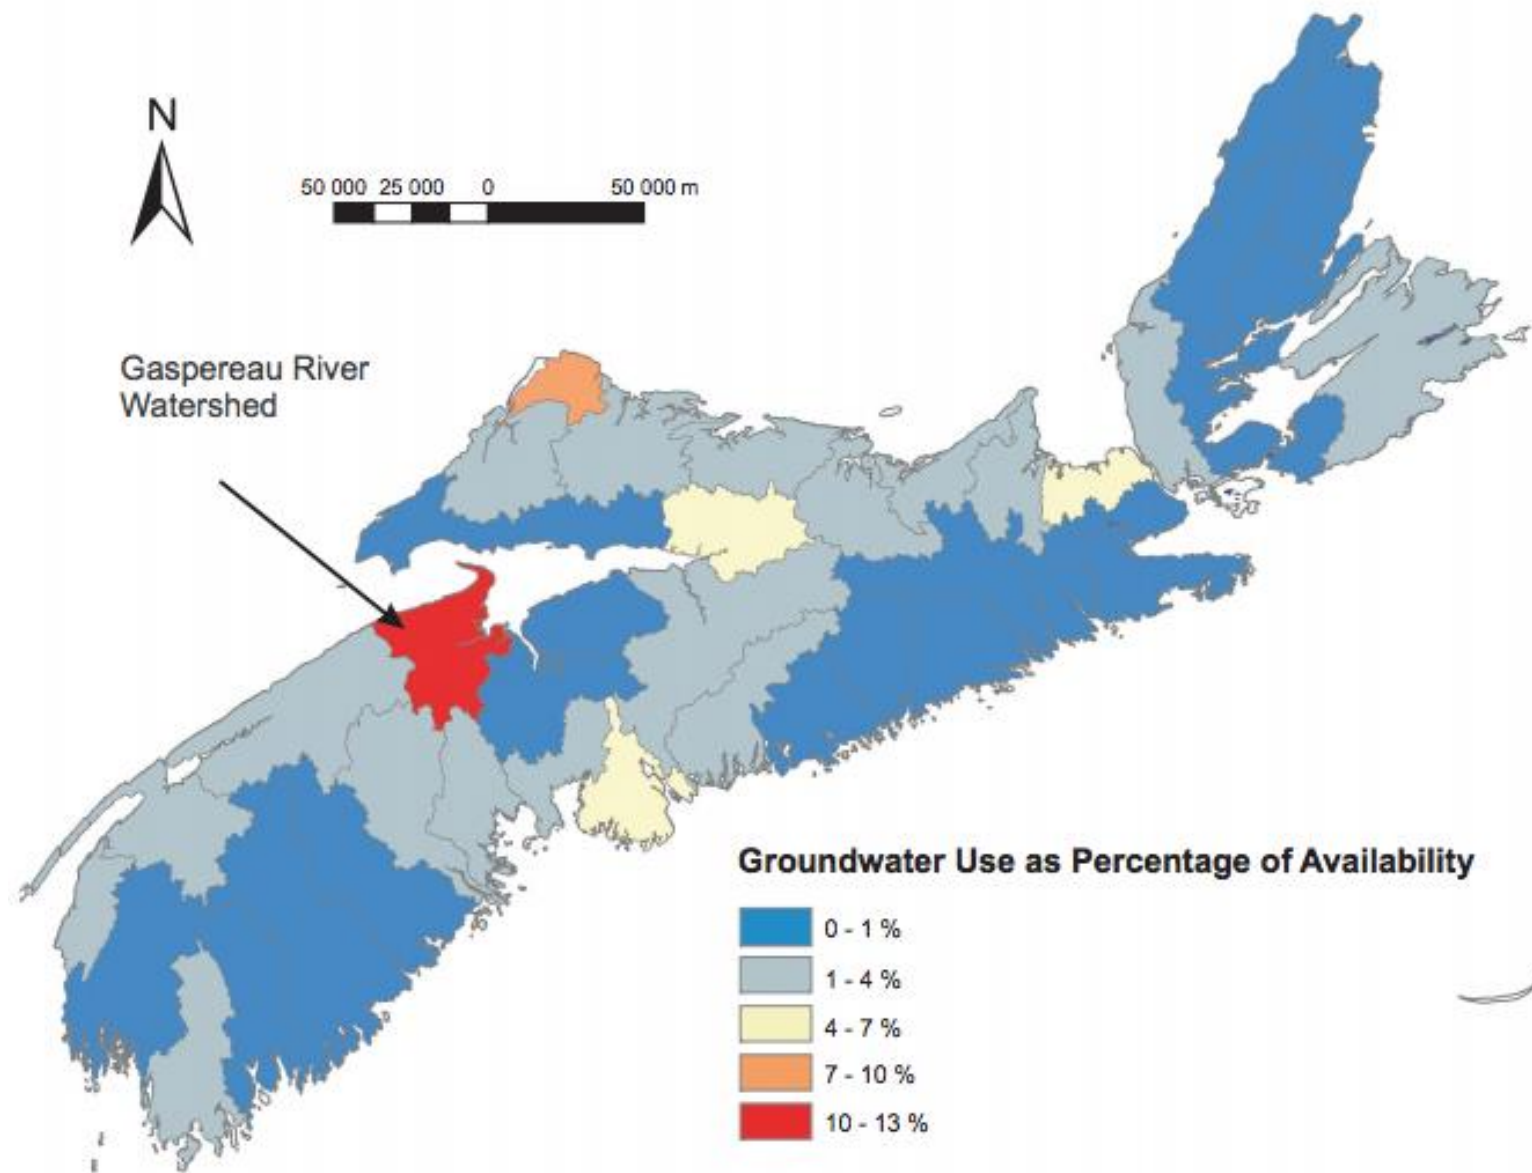 N
50 000 25 000 0 50 000 m
Gaspereau River
Watershed
Groundwater Use as Percentage of Availability
0 - 1 %
1 - 4 %
4 - 7 %
7 - 10 %
10 - 13 %